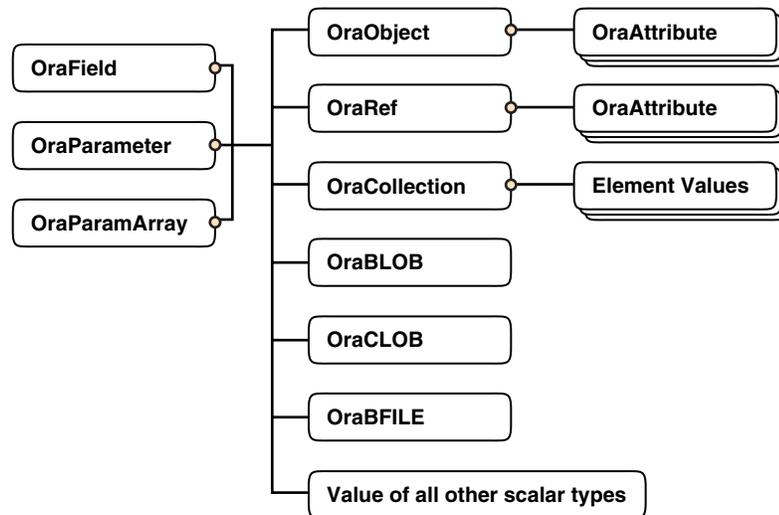 OraField
OraParameter
OraParamArray
OraObject
OraRef
OraCollection
OraBLOB
OraCLOB
OraBFILE
Value of all other scalar types
OraAttribute
OraAttribute
Element Values